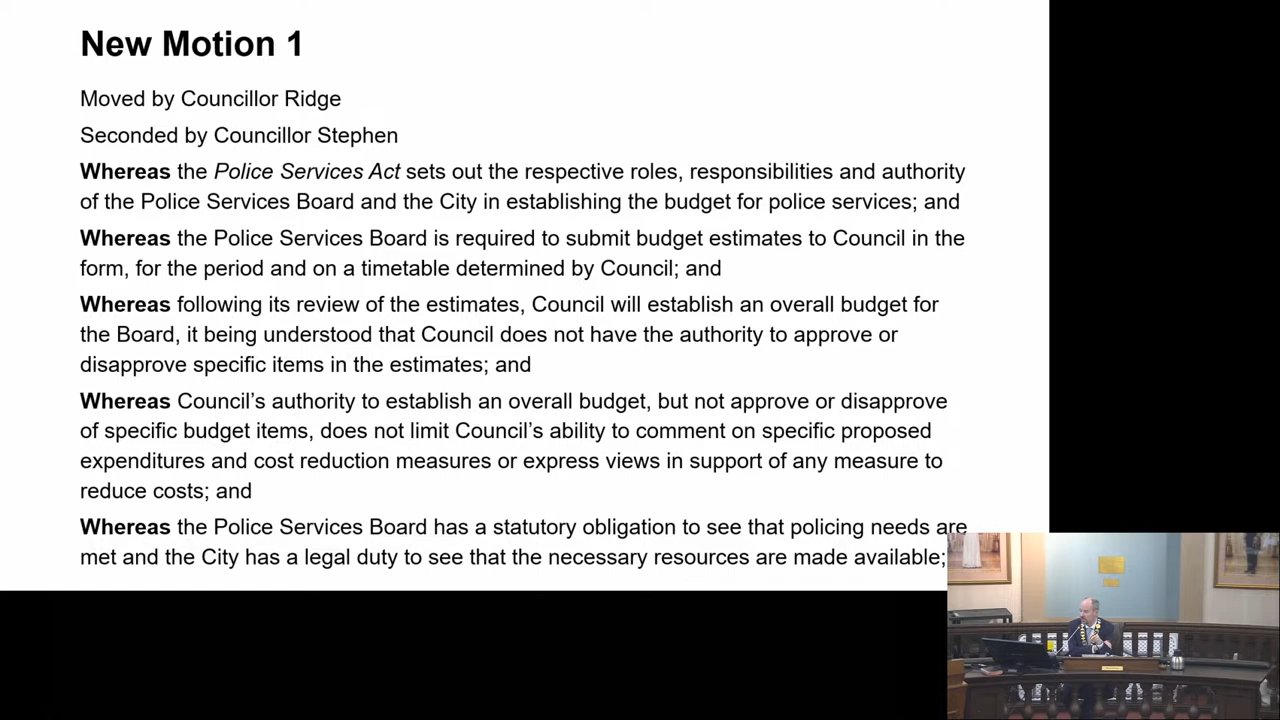 New Motion 1
Moved by Councillor Ridge
Seconded by Councillor Stephen
Whereas the Police Services Act sets out the respective roles, responsibilities and authority
of the Police Services Board and the City in establishing the budget for police services; and
Whereas the Police Services Board is required to submit budget estimates to Council in the
form, for the period and on a timetable determined by Council; and
Whereas following its review of the estimates, Council will establish an overall budget for
the Board, it being understood that Council does not have the authority to approve or
disapprove specific items in the estimates; and
Whereas Council’s authority to establish an overall budget, but not approve or disapprove
of specific budget items, does not limit Council’s ability to comment on specific proposed
expenditures and cost reduction measures or express views in support of any measure to
reduce costs; and
Whereas the Police Services Board has a statutory obligation to see that policing needs are
met and the City has a legal duty to see that the necessary resources are made available;